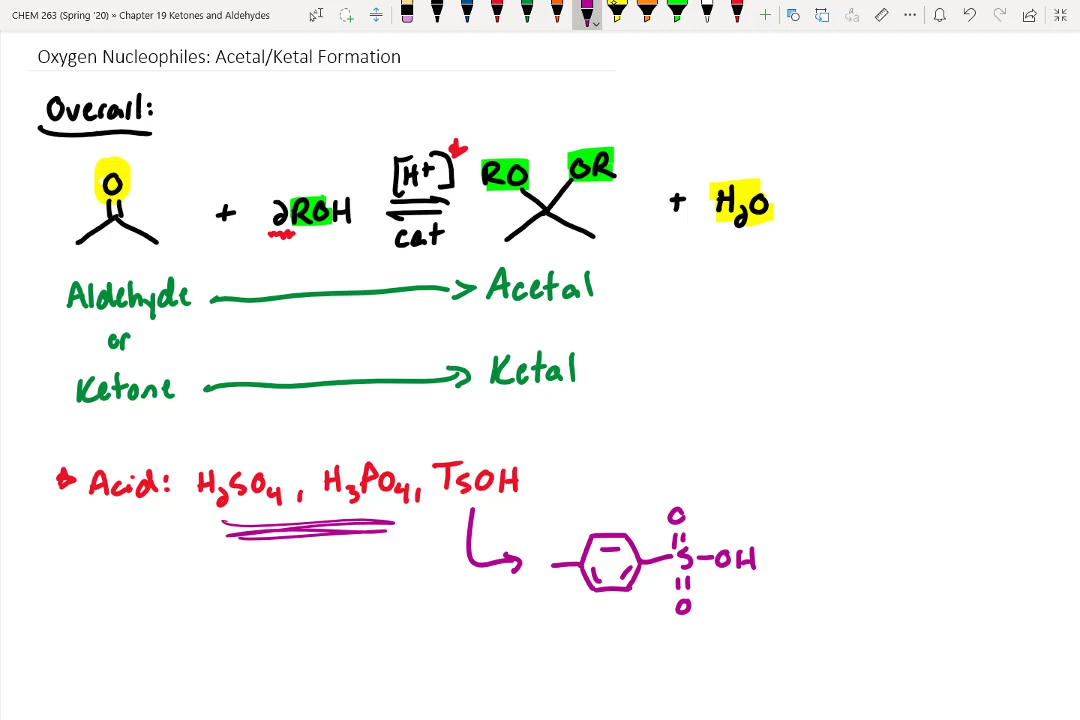 CHEM 263 (Spring '20) » Chapter 19 Ketones and Aldehydes
Oxygen Nucleophiles: Acetal/Ketal Formation
Overall:
O + 2ROH [H+] cat RO OR + H₂O
Aldehyde → Acetal
or
Ketone → Ketal
Acid: H₂SO₄, H₃PO₄, TsOH
O
S-OH
O